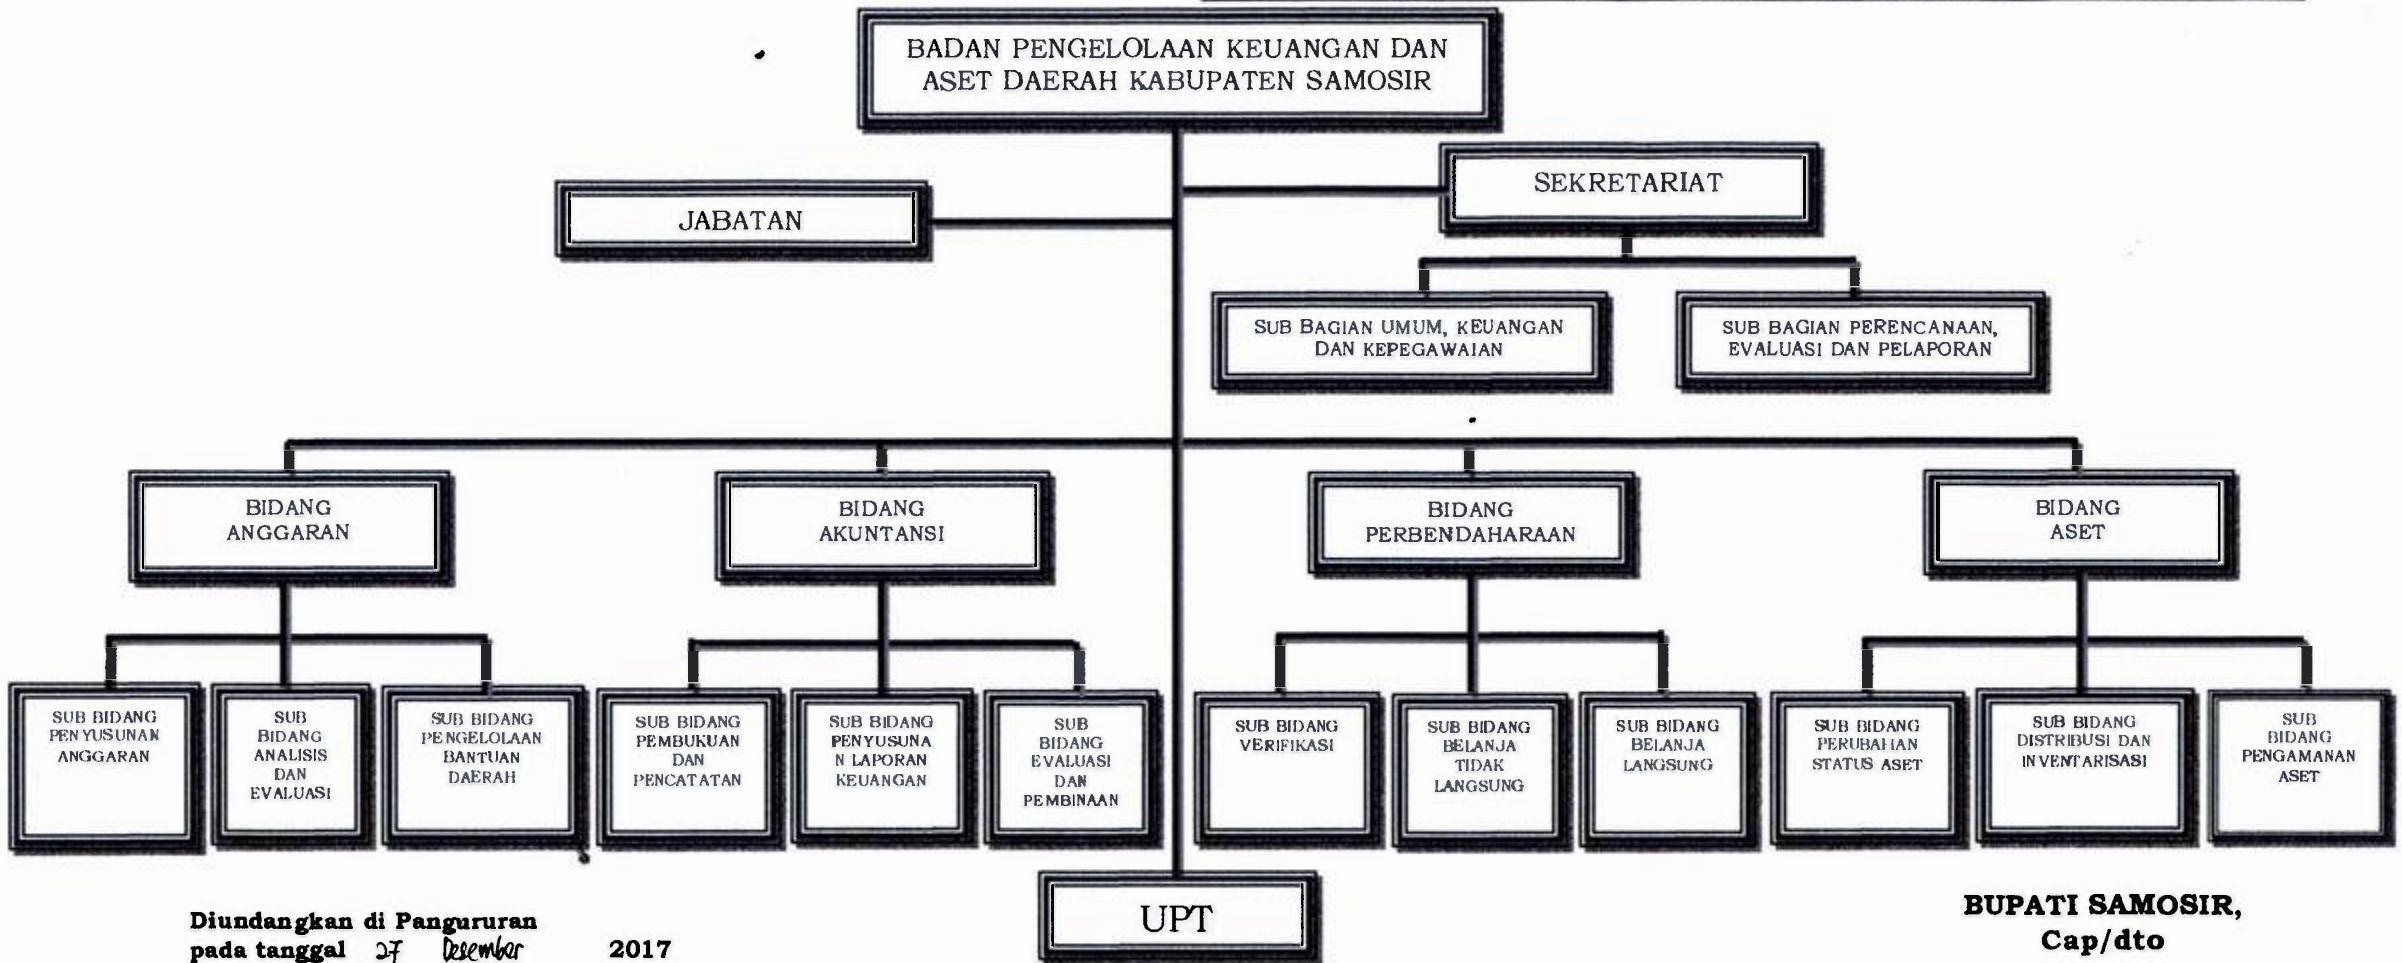 BADAN PENGELOLAAN KEUANGAN DAN
ASET DAERAH KABUPATEN SAMOSIR
SEKRETARIAT
JABATAN
SUB BAGIAN UMUM, KEUANGAN
DAN KEPEGAWAIAN
SUB BAGIAN PERENCANAAN,
EVALUASI DAN PELAPORAN
BIDANG
ANGGARAN
BIDANG
AKUNTANSI
BIDANG
PERBENDAHARAAN
BIDANG
ASET
SUB BIDANG
PENYUSUNAN
ANGGARAN
SUB
BIDANG
ANALISIS
DAN
EVALUASI
SUB BIDANG
PENGELOLAAN
BANTUAN
DAERAH
SUB BIDANG
PEMBUKUAN
DAN
PENCATATAN
SUB BIDANG
PENYUSUNA
N LAPORAN
KEUANGAN
SUB
BIDANG
EVALUASI
DAN
PEMBINAAN
SUB BIDANG
VERIFIKASI
SUB BIDANG
BELANJA
TIDAK
LANGSUNG
SUB BIDANG
BELANJA
LANGSUNG
SUB BIDANG
PERUBAHAN
STATUS ASET
SUB BIDANG
DISTRIBUSI DAN
INVENTARISASI
SUB
BIDANG
PENGAMANAN
ASET
UPT
Diundangkan di Pangururan
pada tanggal 27 Desember 2017
BUPATI SAMOSIR,
Cap/dto